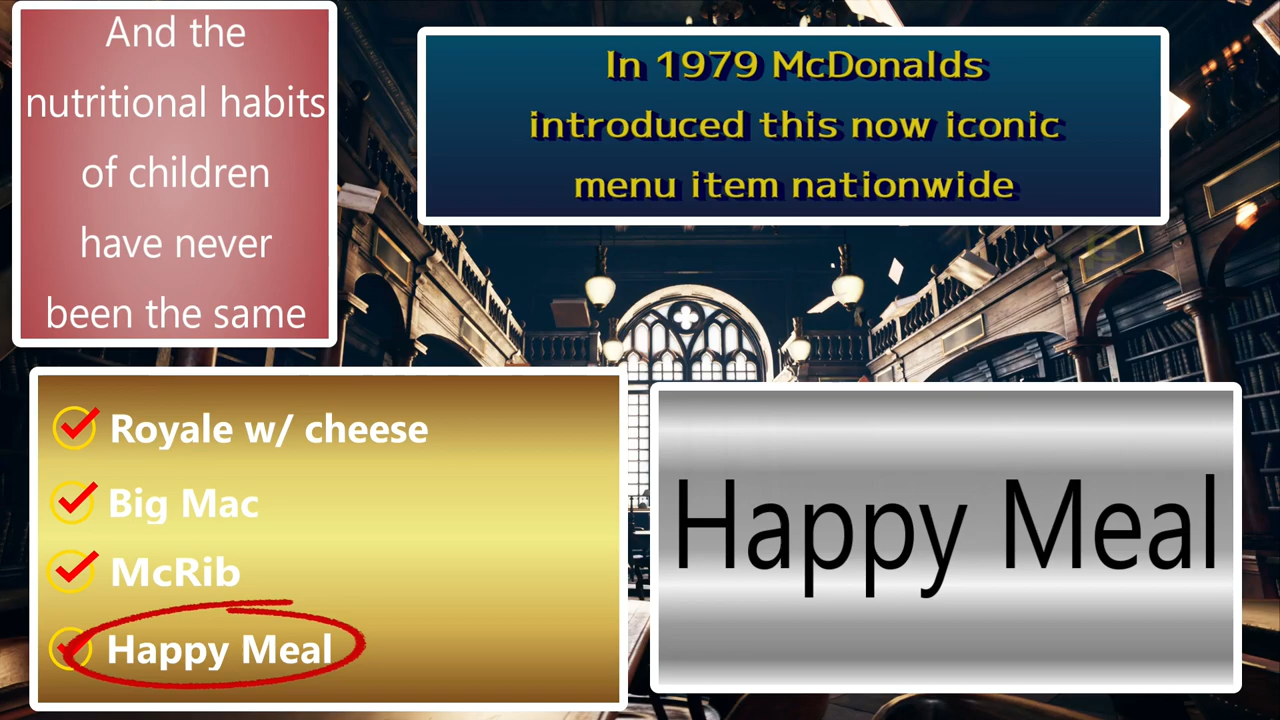 And the
nutritional habits
of children
have never
been the same
In 1979 McDonalds
introduced this now iconic
menu item nationwide
Royale w/ cheese
Big Mac
McRib
Happy Meal
Happy Meal